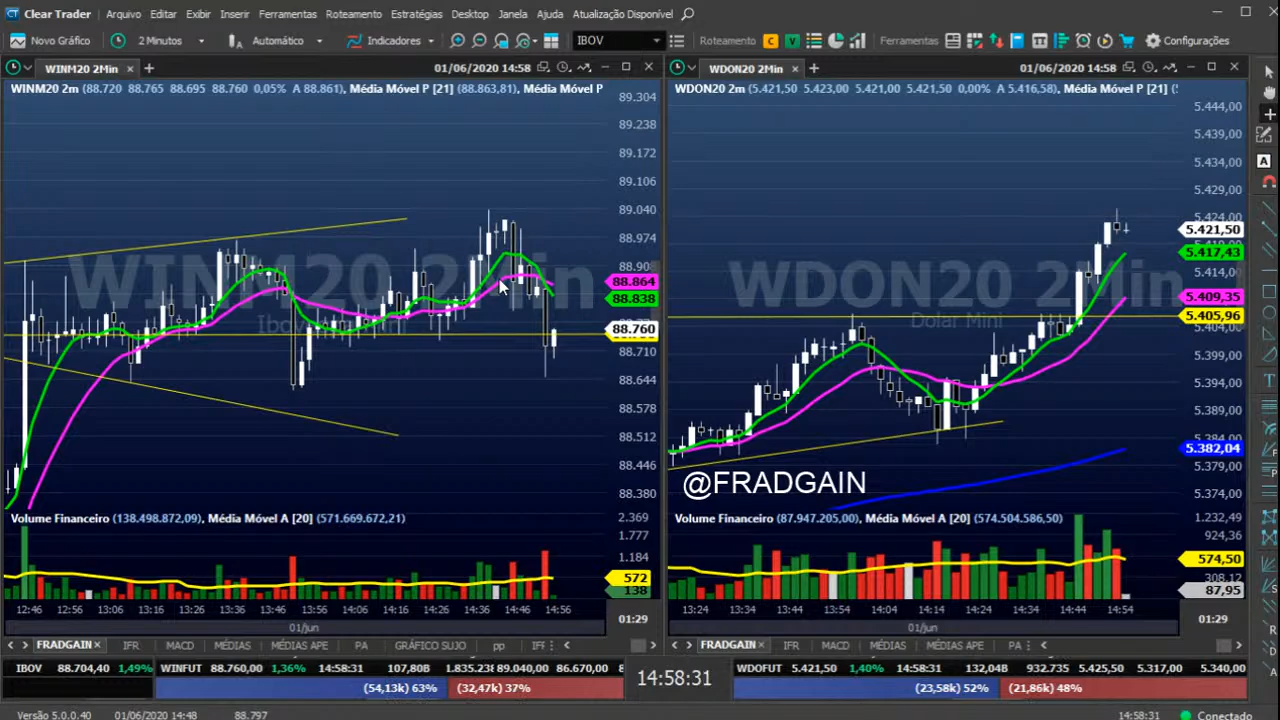 CT Clear Trader Arquivo Editar Exibir Inserir Ferramentas Roteamento Estratégias Desktop Janela Ajuda Atualização Disponível
Novo Gráfico 2 Minutos Automático Indicadores IBOV Roteamento C V Ferramentas Configurações
WINM20 2Min 01/06/2020 14:58
WINM20 2m (88.720 88.765 88.695 88.760 0,05% A 88.861), Média Móvel P [21] (88.863,81) Média Móvel P
WINM20 2Min
89.304
89.238
89.172
89.106
89.040
88.974
88.90
88.864
88.838
88.760
88.710
88.644
88.578
88.512
88.446
88.380
Volume Financeiro (138.498.872,09), Média Móvel A [20] (571.669.672,21)
2.369
1.777
1.184
572
138
12:46 12:56 13:06 13:16 13:26 13:36 13:46 13:56 14:06 14:16 14:26 14:36 14:46 14:56
01:29
01/jun
FRADGAIN IFR MACD MÉDIAS MÉDIAS APE PA GRÁFICO SUJO pp IFF
WDON20 2Min 01/06/2020 14:58
WDON20 2m (5.421,50 5.423,00 5.421,00 5.421,50 0,00% A 5.416,58), Média Móvel P [21]
WDON20 2Min
Dolar Mini
5.444,00
5.439,00
5.434,00
5.429,00
5.424,00
5.421,50
5.417,43
5.414,00
5.409,35
5.405,96
5.404,00
5.399,00
5.394,00
5.389,00
5.384,00
5.382,04
5.379,00
5.374,00
@FRADGAIN
Volume Financeiro (87.947.205,00), Média Móvel A [20] (574.504.586,50)
1.232,49
924,36
574,50
308,12
87,95
13:24 13:34 13:44 13:54 14:04 14:14 14:24 14:34 14:44 14:54
01:29
01/jun
FRADGAIN IFR MACD MÉDIAS MÉDIAS APE PA
IBOV 88.704,40 1,49% WINFUT 88.760,00 1,36% 14:58:31 107,80B 1.835.23 89.040,00 86.670,00
(54,13k) 63% (32,47k) 37%
14:58:31
WDOFUT 5.421,50 1,40% 14:58:31 132,04B 932.735 5.425,50 5.317,00 5.340,00
(23,58k) 52% (21,86k) 48%
Versão 5.0.0.40 01/06/2020 14:48 88.797 14:58:31 Conectado